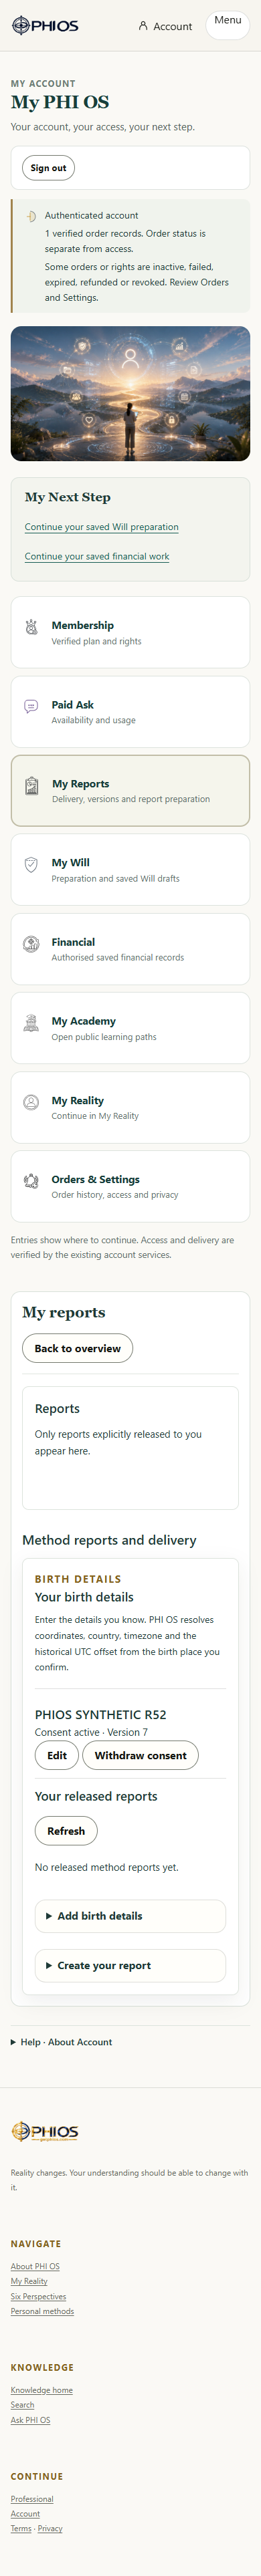 PHIOS
Account
Menu
MY ACCOUNT
My PHI OS
Your account, your access, your next step.
Sign out
Authenticated account
1 verified order records. Order status is
separate from access.
Some orders or rights are inactive, failed,
expired, refunded or revoked. Review Orders
and Settings.
My Next Step
Continue your saved Will preparation
Continue your saved financial work
Membership
Verified plan and rights
Paid Ask
Availability and usage
My Reports
Delivery, versions and report preparation
My Will
Preparation and saved Will drafts
Financial
Authorised saved financial records
My Academy
Open public learning paths
My Reality
Continue in My Reality
Orders & Settings
Order history, access and privacy
Entries show where to continue. Access and delivery are
verified by the existing account services.
My reports
Back to overview
Reports
Only reports explicitly released to you
appear here.
Method reports and delivery
BIRTH DETAILS
Your birth details
Enter the details you know. PHI OS resolves
coordinates, country, timezone and the
historical UTC offset from the birth place you
confirm.
PHIOS SYNTHETIC R52
Consent active · Version 7
Edit
Withdraw consent
Your released reports
Refresh
No released method reports yet.
Add birth details
Create your report
Help · About Account
PHIOS
Reality changes. Your understanding should be able to change with
it.
NAVIGATE
About PHI OS
My Reality
Six Perspectives
Personal methods
KNOWLEDGE
Knowledge home
Search
Ask PHI OS
CONTINUE
Professional
Account
Terms · Privacy